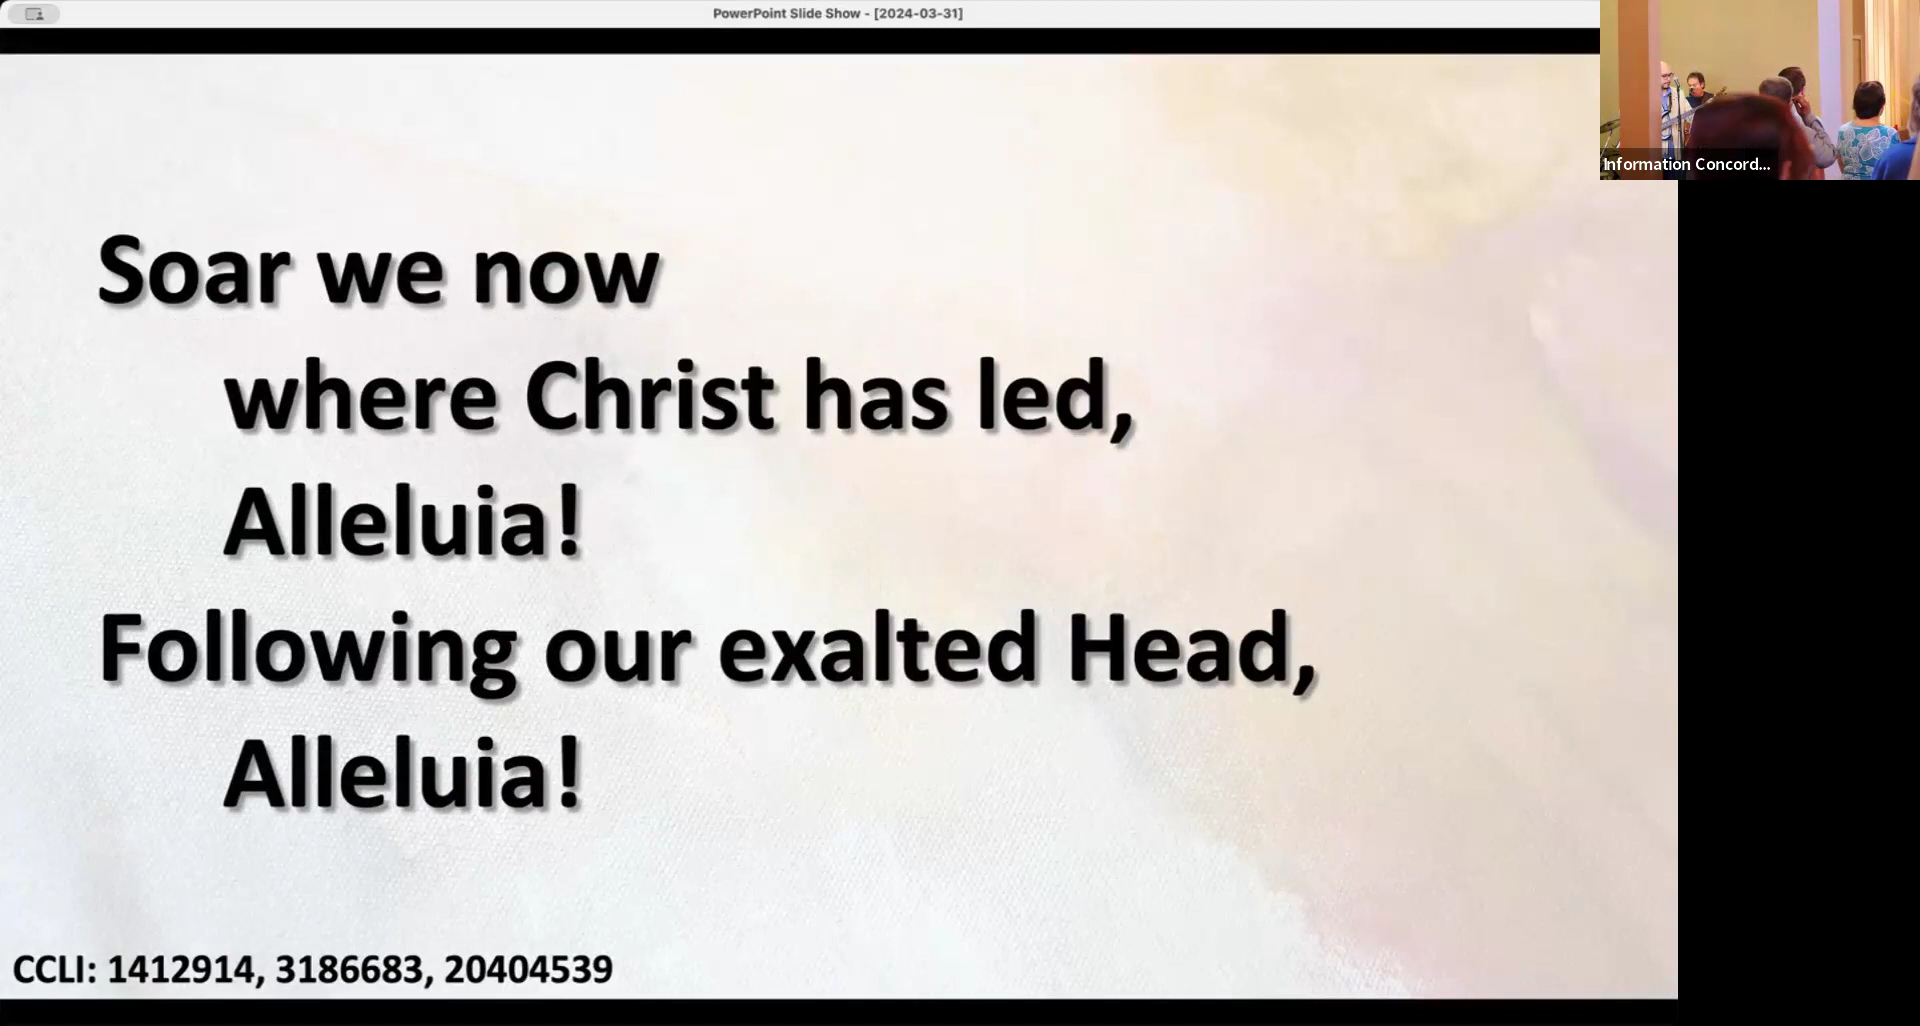 PowerPoint Slide Show - [2024-03-31]
Information Concord...
Soar we now
where Christ has led,
Alleluia!
Following our exalted Head,
Alleluia!
CCLI: 1412914, 3186683, 20404539